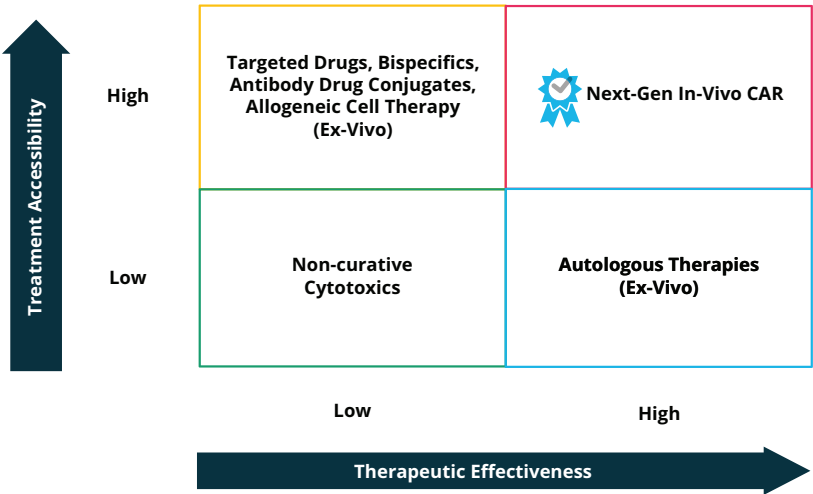 Treatment Accessibility
High
Targeted Drugs, Bispecifics,
Antibody Drug Conjugates,
Allogeneic Cell Therapy
(Ex-Vivo)
Next-Gen In-Vivo CAR
Low
Non-curative
Cytotoxics
Autologous Therapies
(Ex-Vivo)
Low
High
Therapeutic Effectiveness